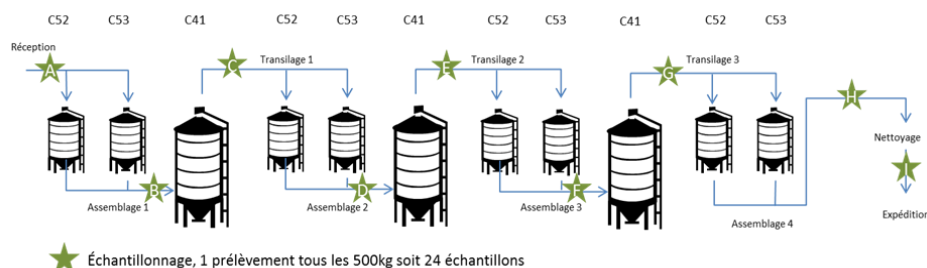 C52 C53 C41 C52 C53 C52 C53 C41 C52 C53
Réception
A
C
Transilage 1
E
Transilage 2
G
Transilage 3
H
Nettoyage
B
D
F
I
Assemblage 1
Assemblage 2
Assemblage 3
Assemblage 4
Expédition
Échantillonnage, 1 prélèvement tous les 500kg soit 24 échantillons